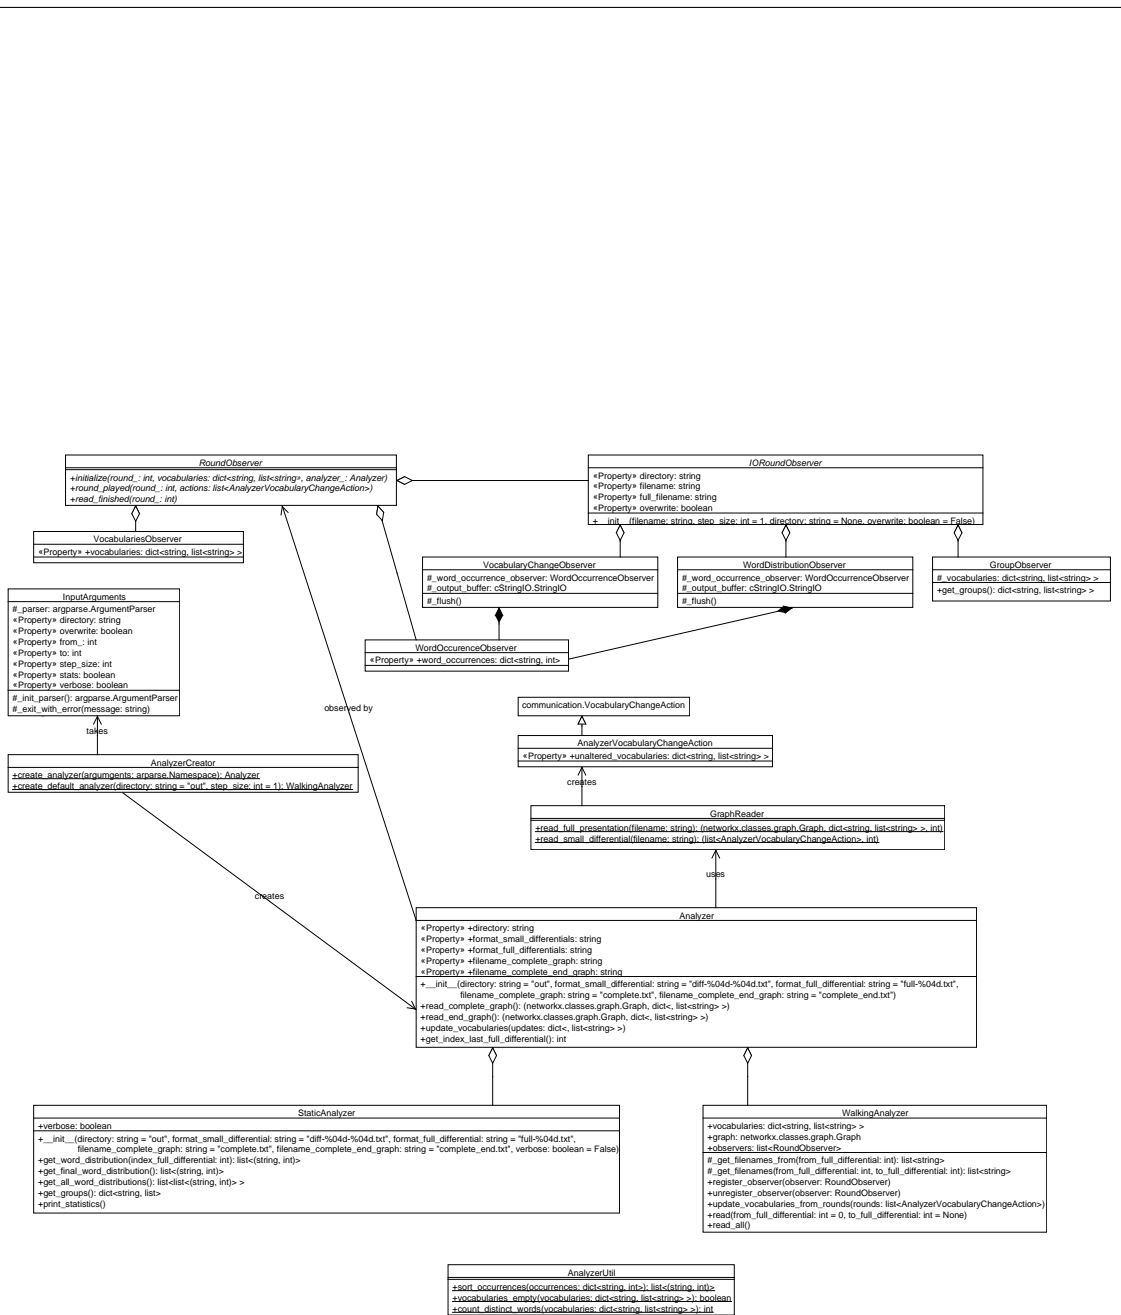 RoundObserver
+initialize(round_: int, vocabularies: dict<string, list<string>, analyzer_: Analyzer)
+round_played(round_: int, actions: list<AnalyzerVocabularyChangeAction>)
+read_finished(round_: int)
IORoundObserver
«Property» directory: string
«Property» filename: string
«Property» full_filename: string
«Property» overwrite: boolean
+__init__(filename: string, step_size: int = 1, directory: string = None, overwrite: boolean = False)
VocabulariesObserver
«Property» +vocabularies: dict<string, list<string> >
VocabularyChangeObserver
#_word_occurrence_observer: WordOccurrenceObserver
#_output_buffer: cStringIO.StringIO
#_flush()
WordDistributionObserver
#_word_occurrence_observer: WordOccurrenceObserver
#_output_buffer: cStringIO.StringIO
#_flush()
GroupObserver
#_vocabularies: dict<string, list<string> >
+get_groups(): dict<string, list<string> >
InputArguments
#_parser: argparse.ArgumentParser
«Property» directory: string
«Property» overwrite: boolean
«Property» from_: int
«Property» to: int
«Property» step_size: int
«Property» stats: boolean
«Property» verbose: boolean
#_init_parser(): argparse.ArgumentParser
#_exit_with_error(message: string)
WordOccurenceObserver
«Property» +word_occurrences: dict<string, int>
observed by
communication.VocabularyChangeAction
takes
AnalyzerVocabularyChangeAction
«Property» +unaltered_vocabularies: dict<string, list<string> >
creates
AnalyzerCreator
+create_analyzer(argumgents: arparse.Namespace): Analyzer
+create_default_analyzer(directory: string = "out", step_size: int = 1): WalkingAnalyzer
GraphReader
+read_full_presentation(filename: string): (networkx.classes.graph.Graph, dict<string, list<string> >, int)
+read_small_differential(filename: string): (list<AnalyzerVocabularyChangeAction>, int)
uses
creates
Analyzer
«Property» +directory: string
«Property» +format_small_differentials: string
«Property» +format_full_differentials: string
«Property» +filename_complete_graph: string
«Property» +filename_complete_end_graph: string
+__init__(directory: string = "out", format_small_differential: string = "diff-%04d-%04d.txt", format_full_differential: string = "full-%04d.txt",
filename_complete_graph: string = "complete.txt", filename_complete_end_graph: string = "complete_end.txt")
+read_complete_graph(): (networkx.classes.graph.Graph, dict<, list<string> >)
+read_end_graph(): (networkx.classes.graph.Graph, dict<, list<string> >)
+update_vocabularies(updates: dict<, list<string> >)
+get_index_last_full_differential(): int
StaticAnalyzer
+verbose: boolean
+__init__(directory: string = "out", format_small_differential: string = "diff-%04d-%04d.txt", format_full_differential: string = "full-%04d.txt",
filename_complete_graph: string = "complete.txt", filename_complete_end_graph: string = "complete_end.txt", verbose: boolean = False)
+get_word_distribution(index_full_differential: int): list<(string, int)>
+get_final_word_distribution(): list<(string, int)>
+get_all_word_distributions(): list<list<(string, int)> >
+get_groups(): dict<string, list>
+print_statistics()
WalkingAnalyzer
+vocabularies: dict<string, list<string> >
+graph: networkx.classes.graph.Graph
+observers: list<RoundObserver>
#_get_filenames_from(from_full_differential: int): list<string>
#_get_filenames(from_full_differential: int, to_full_differential: int): list<string>
+register_observer(observer: RoundObserver)
+unregister_observer(observer: RoundObserver)
+update_vocabularies_from_rounds(rounds: list<AnalyzerVocabularyChangeAction>)
+read(from_full_differential: int = 0, to_full_differential: int = None)
+read_all()
AnalyzerUtil
+sort_occurrences(occurrences: dict<string, int>): list<(string, int)>
+vocabularies_empty(vocabularies: dict<string, list<string> >): boolean
+count_distinct_words(vocabularies: dict<string, list<string> >): int